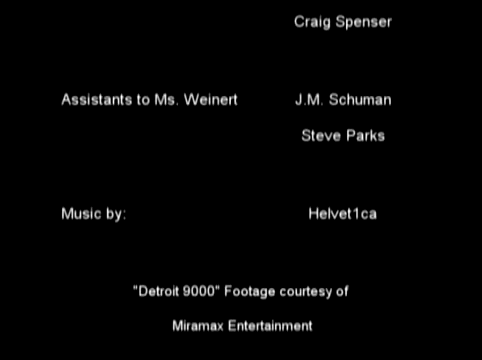 Craig Spenser
Assistants to Ms. Weinert J.M. Schuman
Steve Parks
Music by: Helvet1ca
"Detroit 9000" Footage courtesy of
Miramax Entertainment